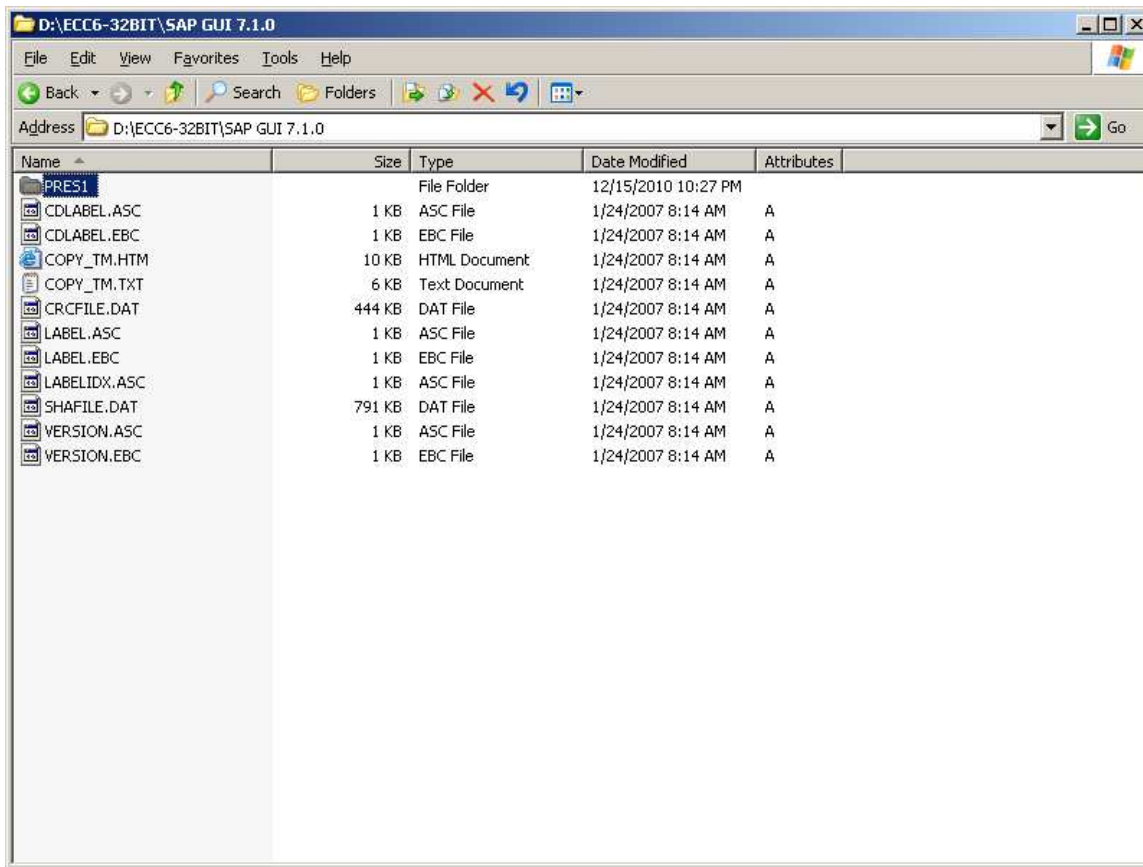 D:\ECC6-32BIT\SAP GUI 7.1.0
File Edit View Favorites Tools Help
Back Search Folders
Address D:\ECC6-32BIT\SAP GUI 7.1.0 Go
Name Size Type Date Modified Attributes
PRES1 File Folder 12/15/2010 10:27 PM
CDLABEL.ASC 1 KB ASC File 1/24/2007 8:14 AM A
CDLABEL.EBC 1 KB EBC File 1/24/2007 8:14 AM A
COPY_TM.HTM 10 KB HTML Document 1/24/2007 8:14 AM A
COPY_TM.TXT 6 KB Text Document 1/24/2007 8:14 AM A
CRCFILE.DAT 444 KB DAT File 1/24/2007 8:14 AM A
LABEL.ASC 1 KB ASC File 1/24/2007 8:14 AM A
LABEL.EBC 1 KB EBC File 1/24/2007 8:14 AM A
LABELIDX.ASC 1 KB ASC File 1/24/2007 8:14 AM A
SHAFILE.DAT 791 KB DAT File 1/24/2007 8:14 AM A
VERSION.ASC 1 KB ASC File 1/24/2007 8:14 AM A
VERSION.EBC 1 KB EBC File 1/24/2007 8:14 AM A